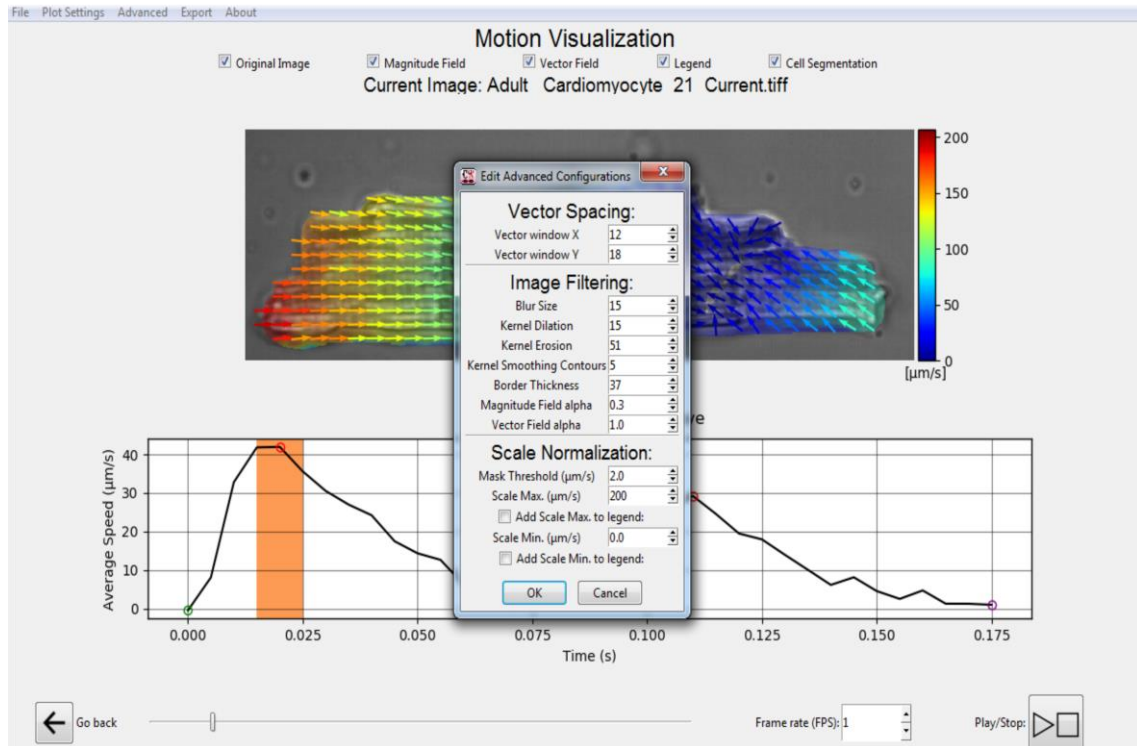 File Plot Settings Advanced Export About
Motion Visualization
Original Image Magnitude Field Vector Field Legend Cell Segmentation
Current Image: Adult Cardiomyocyte 21 Current.tiff
200
150
100
50
0
[µm/s]
Edit Advanced Configurations x
Vector Spacing:
Vector window X 12
Vector window Y 18
Image Filtering:
Blur Size 15
Kernel Dilation 15
Kernel Erosion 51
Kernel Smoothing Contours 5
Border Thickness 37
Magnitude Field alpha 0.3
Vector Field alpha 1.0
Scale Normalization:
Mask Threshold (µm/s) 2.0
Scale Max. (µm/s) 200
Add Scale Max. to legend:
Scale Min. (µm/s) 0.0
Add Scale Min. to legend:
OK Cancel
ve
Average Speed (µm/s)
40
30
20
10
0
0.000 0.025 0.050 0.075 0.100 0.125 0.150 0.175
Time (s)
Go back Frame rate (FPS): 1 Play/Stop: